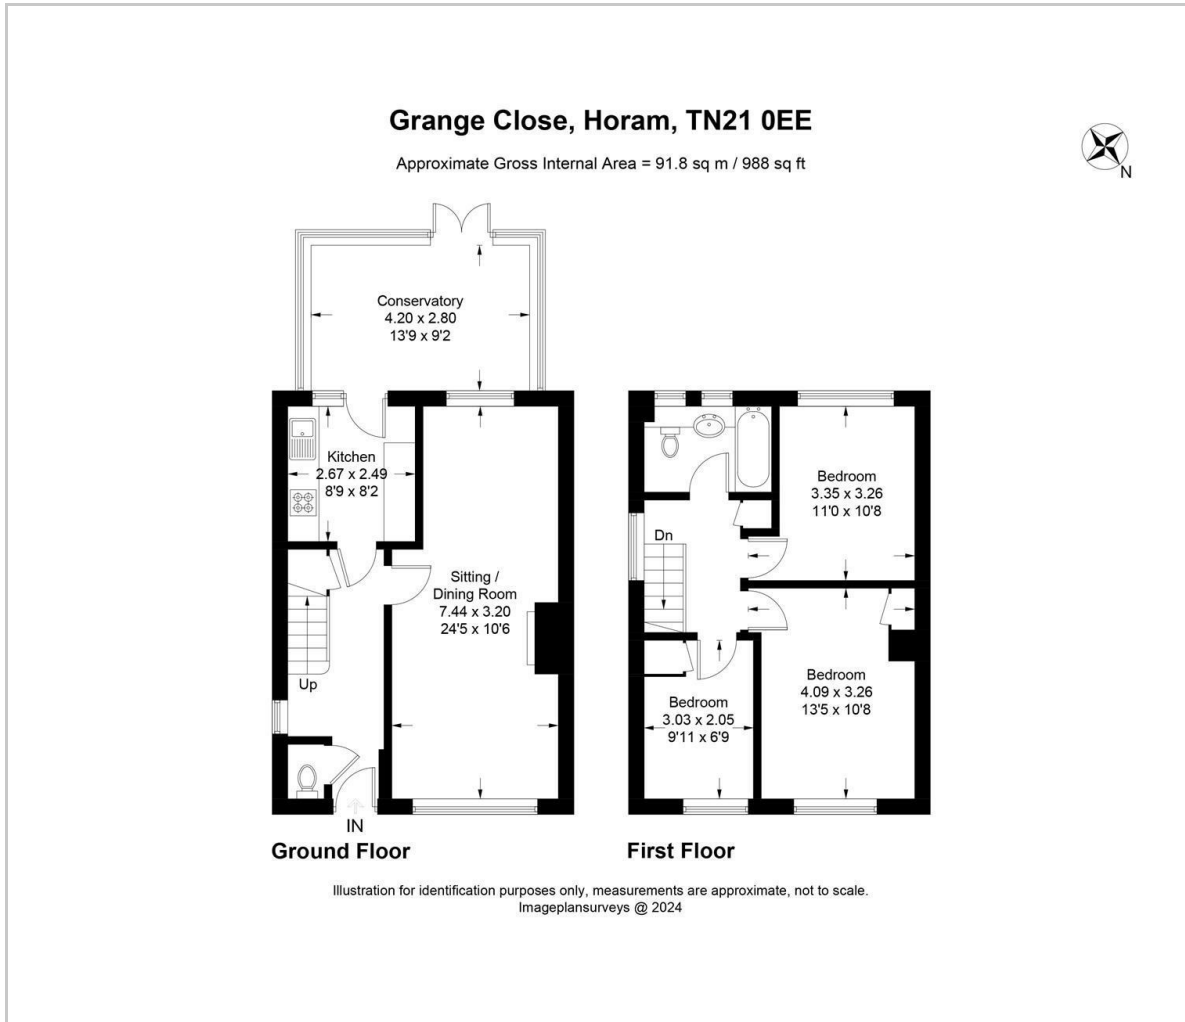 Grange Close, Horam, TN21 0EE
Approximate Gross Internal Area = 91.8 sq m / 988 sq ft
N
Conservatory
4.20 x 2.80
13'9 x 9'2
Kitchen
2.67 x 2.49
8'9 x 8'2
Sitting /
Dining Room
7.44 x 3.20
24'5 x 10'6
Up
IN
Ground Floor
Dn
Bedroom
3.35 x 3.26
11'0 x 10'8
Bedroom
4.09 x 3.26
13'5 x 10'8
Bedroom
3.03 x 2.05
9'11 x 6'9
First Floor
Illustration for identification purposes only, measurements are approximate, not to scale.
Imageplansurveys @ 2024